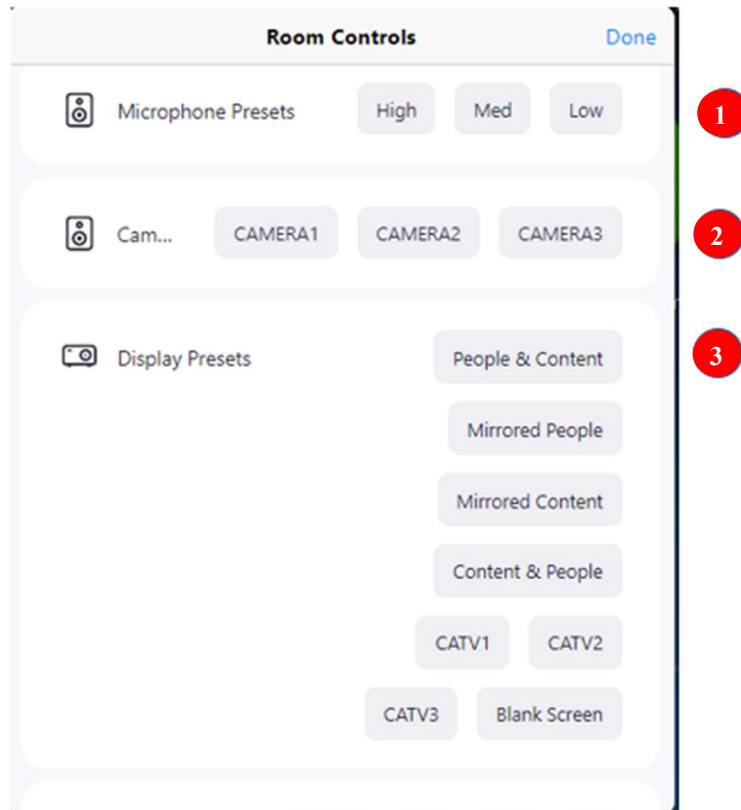 Room Controls Done
Microphone Presets High Med Low 1
Cam... CAMERA1 CAMERA2 CAMERA3 2
Display Presets People & Content 3
Mirrored People
Mirrored Content
Content & People
CATV1 CATV2
CATV3 Blank Screen